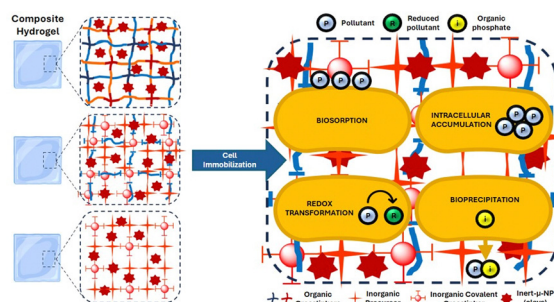 Composite
Hydrogel
P Pollutant
R Reduced
pollutant
Organic
phosphate
P P P
BIOSORPTION
INTRACELLULAR
ACCUMULATION
P P P P
Cell
Immobilization
REDOX
TRANSFORMATION
P R
BIOPRECIPITATION
P
Organic
Inorganic
Inorganic Covalent
Inert-μ-NP